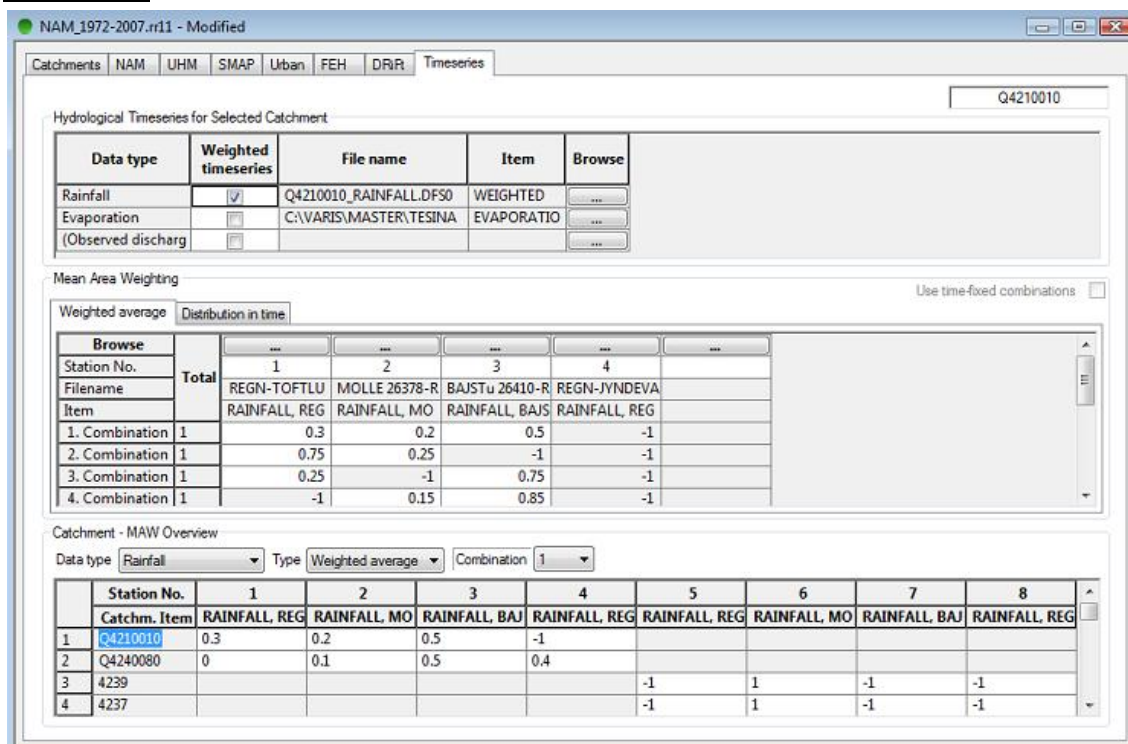 NAM_1972-2007.rr11 - Modified
Catchments NAM UHM SMAP Urban FEH DRiR Timeseries
Q4210010
Hydrological Timeseries for Selected Catchment
Data type Weighted timeseries File name Item Browse
Rainfall Q4210010_RAINFALL.DFS0 WEIGHTED ...
Evaporation C:\VARIS\MASTER\TESINA EVAPORATIO ...
(Observed discharg ...
Mean Area Weighting
Use time-fixed combinations
Weighted average Distribution in time
Browse Total ... ... ... ... ...
Station No. 1 2 3 4
Filename REGN-TOFTLU MOLLE 26378-R BAJSTu 26410-R REGN-JYNDEVA
Item RAINFALL, REG RAINFALL, MO RAINFALL, BAJS RAINFALL, REG
1. Combination 1 0.3 0.2 0.5 -1
2. Combination 1 0.75 0.25 -1 -1
3. Combination 1 0.25 -1 0.75 -1
4. Combination 1 -1 0.15 0.85 -1
Catchment - MAW Overview
Data type Rainfall Type Weighted average Combination 1
Station No. 1 2 3 4 5 6 7 8
Catchm. Item RAINFALL, REG RAINFALL, MO RAINFALL, BAJ RAINFALL, REG RAINFALL, REG RAINFALL, MO RAINFALL, BAJ RAINFALL, REG
1 Q4210010 0.3 0.2 0.5 -1
2 Q4240080 0 0.1 0.5 0.4
3 4239 -1 1 -1 -1
4 4237 -1 1 -1 -1